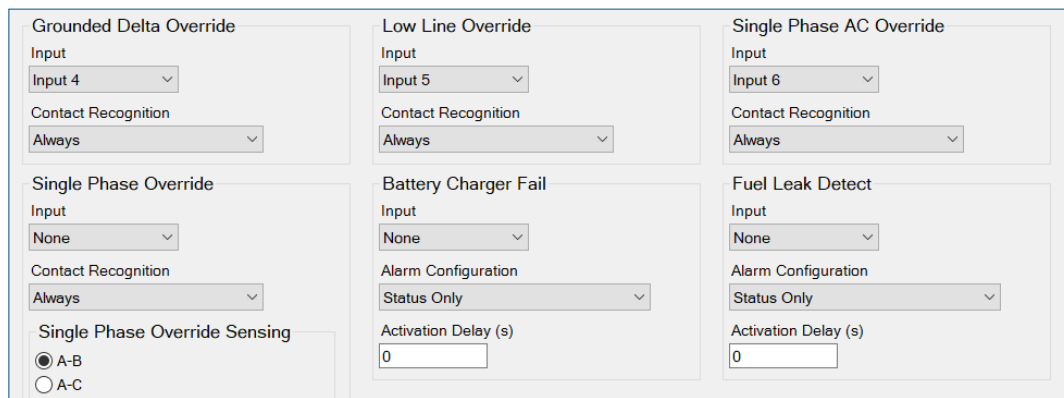 Grounded Delta Override
Input
Input 4
Contact Recognition
Always
Low Line Override
Input
Input 5
Contact Recognition
Always
Single Phase AC Override
Input
Input 6
Contact Recognition
Always
Single Phase Override
Input
None
Contact Recognition
Always
Single Phase Override Sensing
A-B
A-C
Battery Charger Fail
Input
None
Alarm Configuration
Status Only
Activation Delay (s)
0
Fuel Leak Detect
Input
None
Alarm Configuration
Status Only
Activation Delay (s)
0